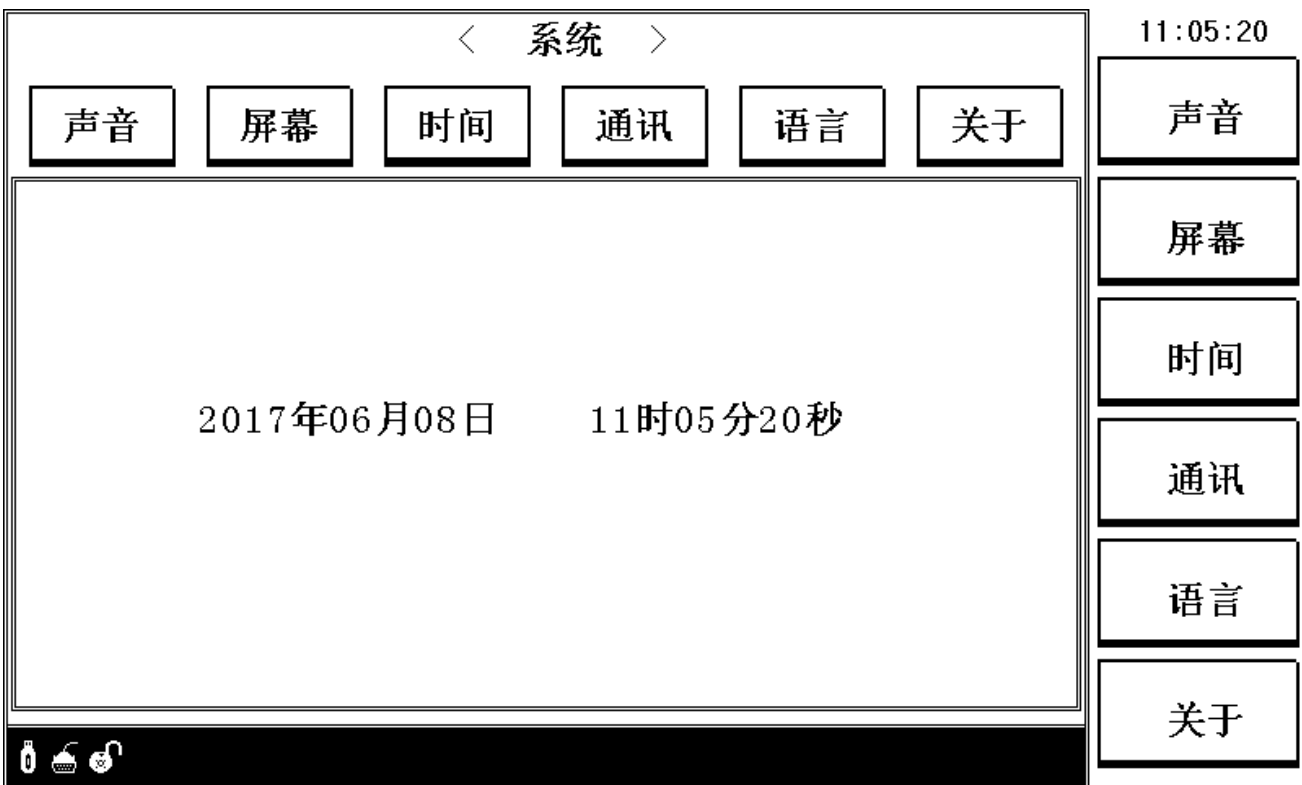 < 系统 >
11:05:20
声音 屏幕 时间 通讯 语言 关于
2017年06月08日 11时05分20秒
声音
屏幕
时间
通讯
语言
关于